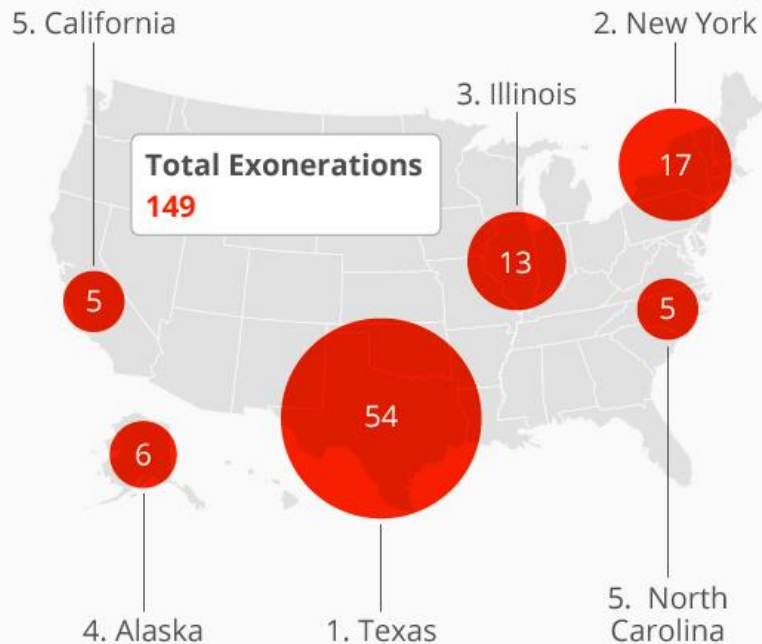 5. California
2. New York
3. Illinois
Total Exonerations
149
17
13
5
5
54
6
4. Alaska
1. Texas
5. North
Carolina